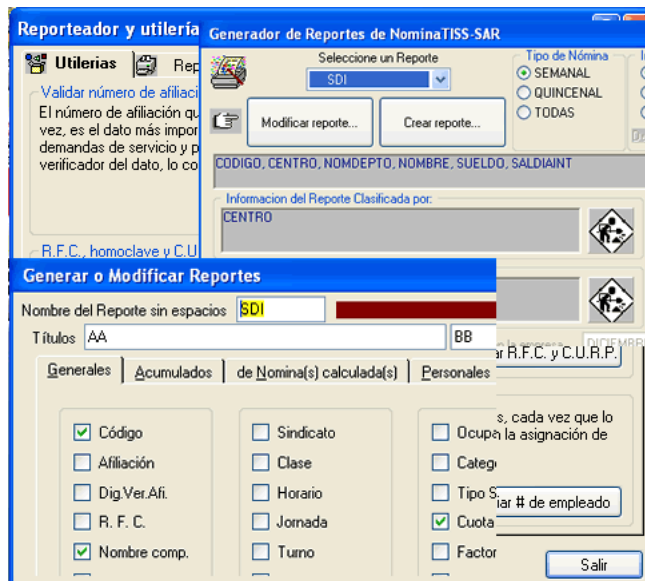 Reporteador y utilería
Utilerias
Rep
Validar número de afiliaci
El número de afiliación qu
vez, es el dato más impor
demandas de servicio y p
verificador del dato, lo co
R.F.C., homoclave y C.U
Generador de Reportes de NominaTISS-SAR
Seleccione un Reporte
SDI
Modificar reporte...
Crear reporte...
Tipo de Nómina
SEMANAL
QUINCENAL
TODAS
CODIGO, CENTRO, NOMDEPTO, NOMBRE, SUELDO, SALDIAINT
Informacion del Reporte Clasificada por:
CENTRO
la empresa
DICIEMBRE
ar R.F.C. y C.U.R.P.
s, cada vez que lo
la asignación de
iar # de empleado
Salir
Generar o Modificar Reportes
Nombre del Reporte sin espacios
SDI
Títulos
AA
BB
Generales
Acumulados
de Nomina(s) calculada(s)
Personales
Código
Sindicato
Ocupa
Afiliación
Clase
Catego
Dig.Ver.Afi.
Horario
Tipo S
R. F. C.
Jornada
Cuota
Nombre comp.
Turno
Factor